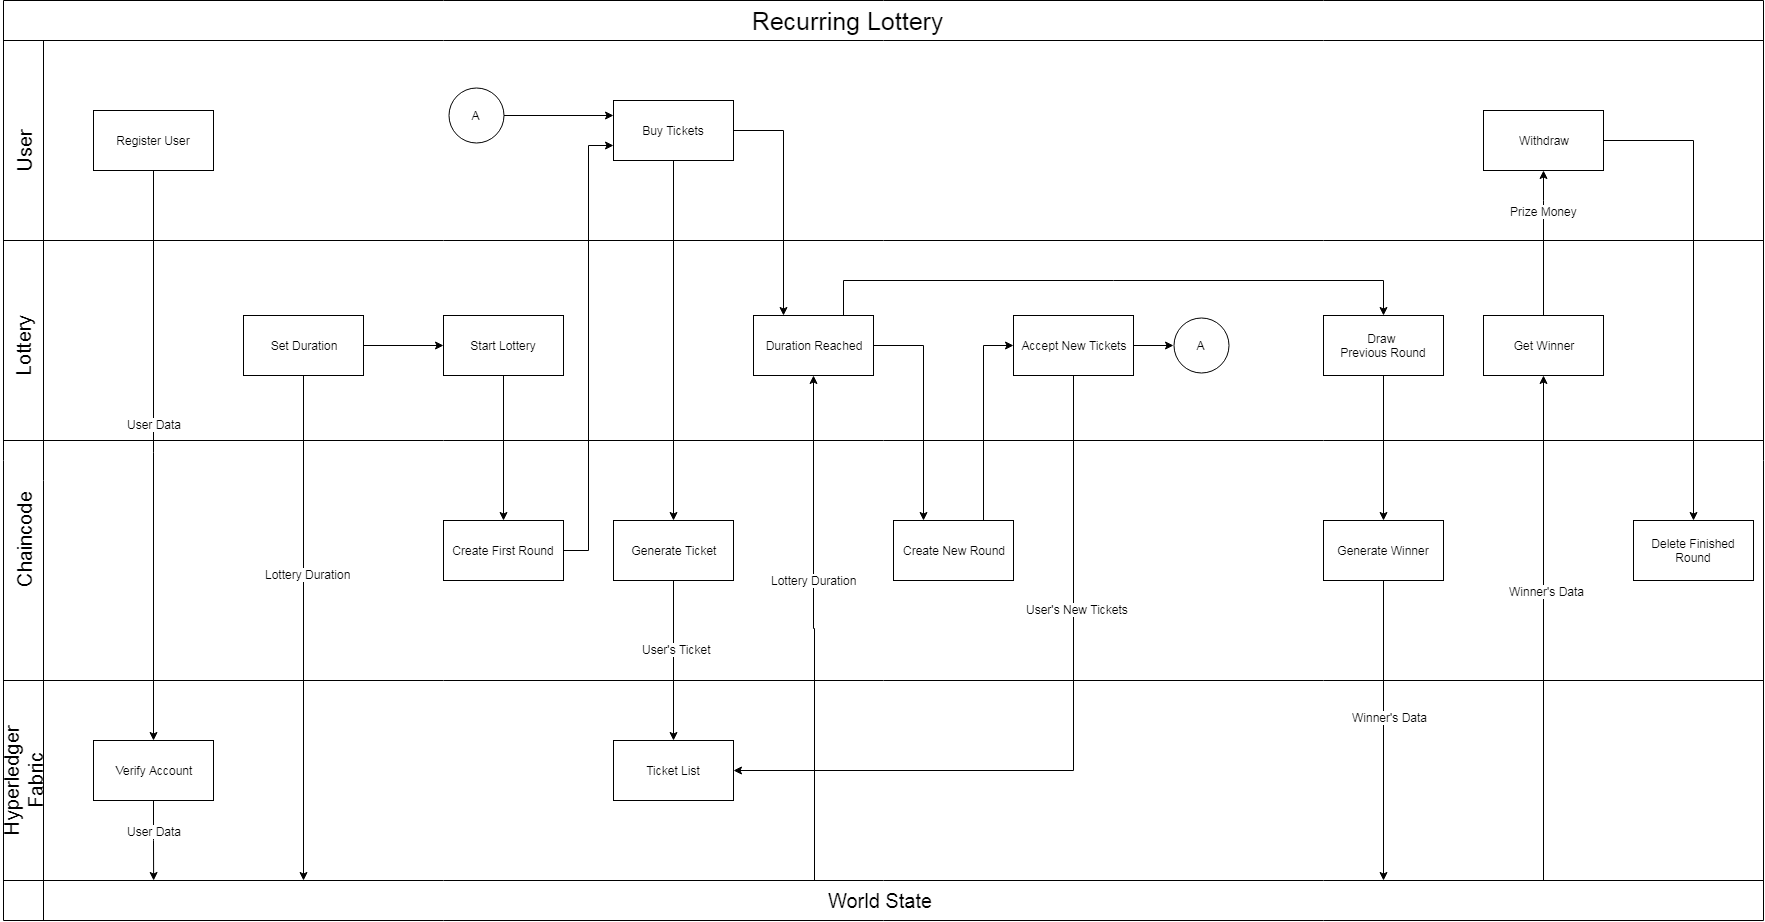 Recurring Lottery
User
Register User
A
Buy Tickets
Withdraw
Prize Money
Lottery
Set Duration
Start Lottery
Duration Reached
Accept New Tickets
A
Draw
Previous Round
Get Winner
User Data
Chaincode
Create First Round
Generate Ticket
Create New Round
Generate Winner
Delete Finished
Round
Lottery Duration
Lottery Duration
Winner's Data
User's New Tickets
User's Ticket
Hyperledger
Fabric
Winner's Data
Verify Account
Ticket List
User Data
World State